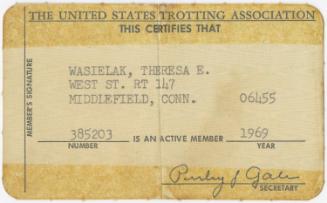 THE UNITED STATES TROTTING ASSOCIATION
THIS CERTIFIES THAT
MEMBER'S SIGNATURE
WASIELAK, THERESA E.
WEST ST. RT 147
MIDDLEFIELD, CONN. 06455
385203 IS AN ACTIVE MEMBER 1969
NUMBER YEAR
J Gale
SECRETARY